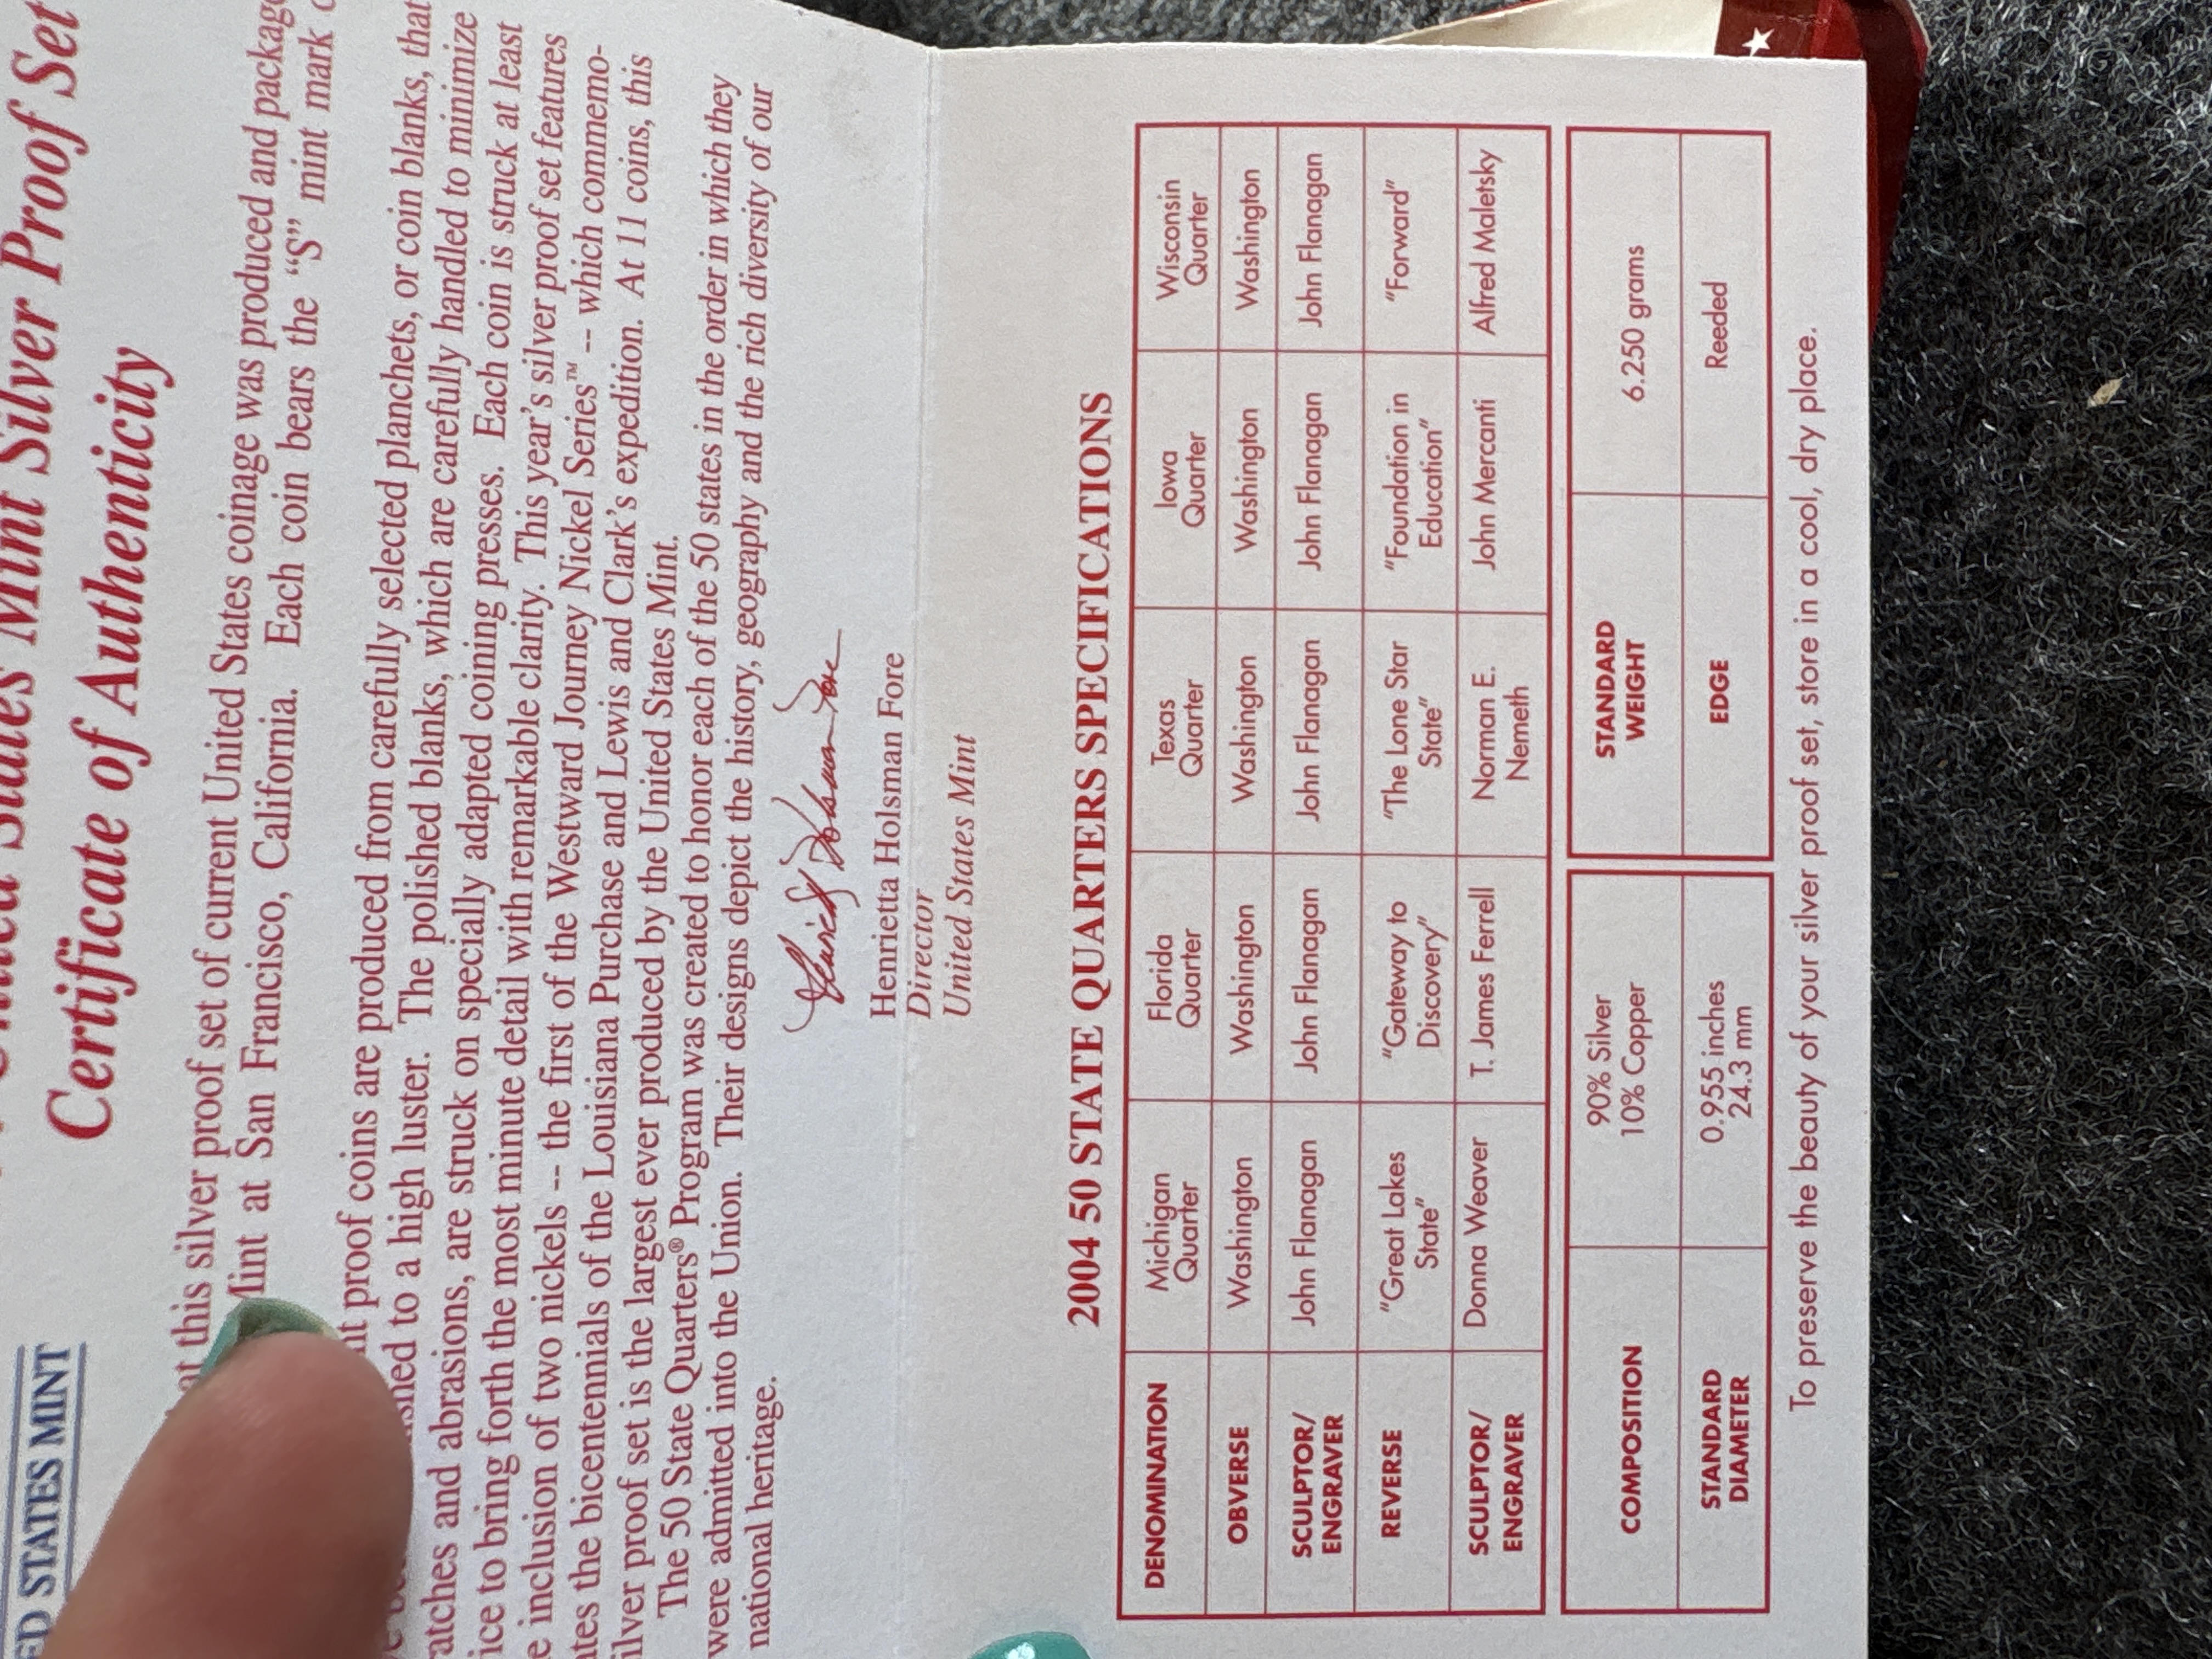 ED STATES MINT
United States Mint Silver Proof Set
Certificate of Authenticity
at this silver proof set of current United States coinage was produced and packag
Mint at San Francisco, California. Each coin bears the “S” mint mark
proof coins are produced from carefully selected planchets, or coin blanks, that
to a high luster. The polished blanks, which are carefully handled to minimize
atches and abrasions, are struck on specially adapted coining presses. Each coin is struck at least
ice to bring forth the most minute detail with remarkable clarity. This year's silver proof set features
e inclusion of two nickels -- the first of the Westward Journey Nickel Series™ -- which commemo-
ates the bicentennials of the Louisiana Purchase and Lewis and Clark's expedition. At 11 coins, this
silver proof set is the largest ever produced by the United States Mint.
The 50 State Quarters® Program was created to honor each of the 50 states in the order in which they
were admitted into the Union. Their designs depict the history, geography and the rich diversity of our
national heritage.
Henrietta Holsman Fore
Henrietta Holsman Fore
Director
United States Mint
2004 50 STATE QUARTERS SPECIFICATIONS
DENOMINATION Michigan Quarter Florida Quarter Texas Quarter Iowa Quarter Wisconsin Quarter
OBVERSE Washington Washington Washington Washington Washington
SCULPTOR/ ENGRAVER John Flanagan John Flanagan John Flanagan John Flanagan John Flanagan
REVERSE “Great Lakes State” “Gateway to Discovery” “The Lone Star State” “Foundation in Education” “Forward”
SCULPTOR/ ENGRAVER Donna Weaver T. James Ferrell Norman E. Nemeth John Mercanti Alfred Maletsky
COMPOSITION 90% Silver 10% Copper STANDARD WEIGHT 6.250 grams
STANDARD DIAMETER 0.955 inches 24.3 mm EDGE Reeded
To preserve the beauty of your silver proof set, store in a cool, dry place.